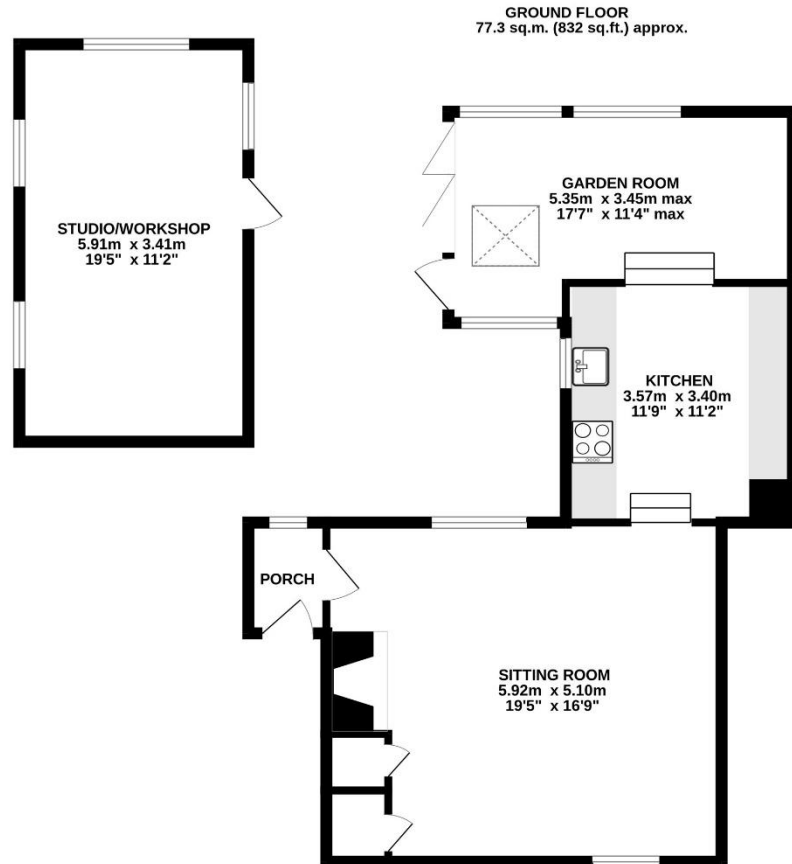 GROUND FLOOR
77.3 sq.m. (832 sq.ft.) approx.
STUDIO/WORKSHOP
5.91m x 3.41m
19'5" x 11'2"
GARDEN ROOM
5.35m x 3.45m max
17'7" x 11'4" max
KITCHEN
3.57m x 3.40m
11'9" x 11'2"
PORCH
SITTING ROOM
5.92m x 5.10m
19'5" x 16'9"